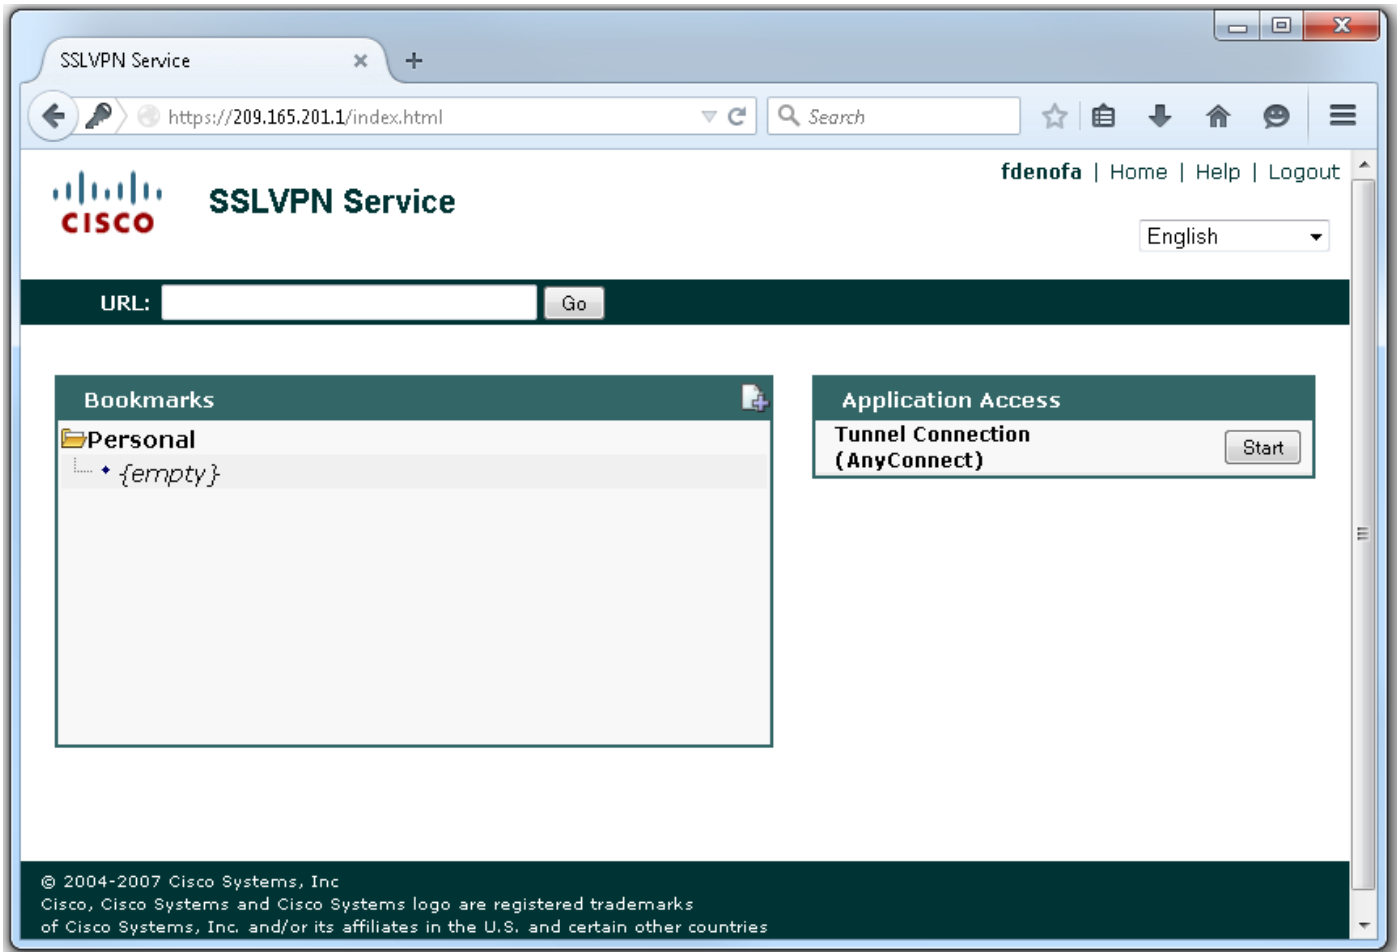 SSLVPN Service
https://209.165.201.1/index.html
Search
fdenofa | Home | Help | Logout
CISCO
SSLVPN Service
English
URL:
Go
Bookmarks
Personal
{empty}
Application Access
Tunnel Connection
(AnyConnect)
Start
© 2004-2007 Cisco Systems, Inc
Cisco, Cisco Systems and Cisco Systems logo are registered trademarks
of Cisco Systems, Inc. and/or its affiliates in the U.S. and certain other countries